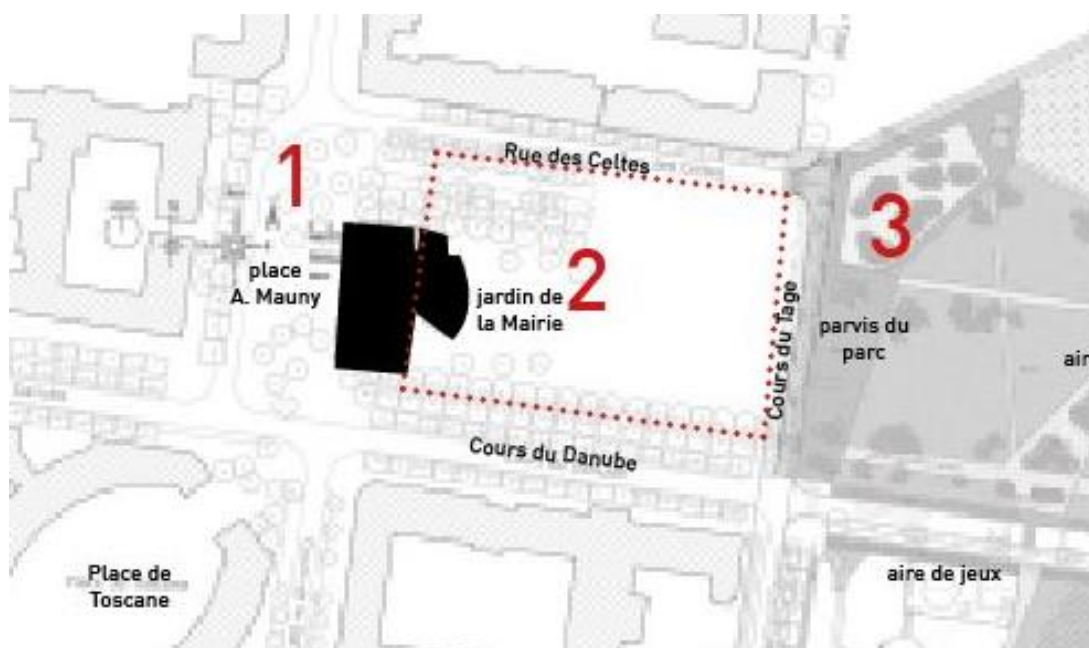 1
Rue des Celtes
3
place
A. Mauny
2
jardin de
la Mairie
Cours du Tage
parvis du
parc
air
Cours du Danube
Place de
Toscane
aire de jeux